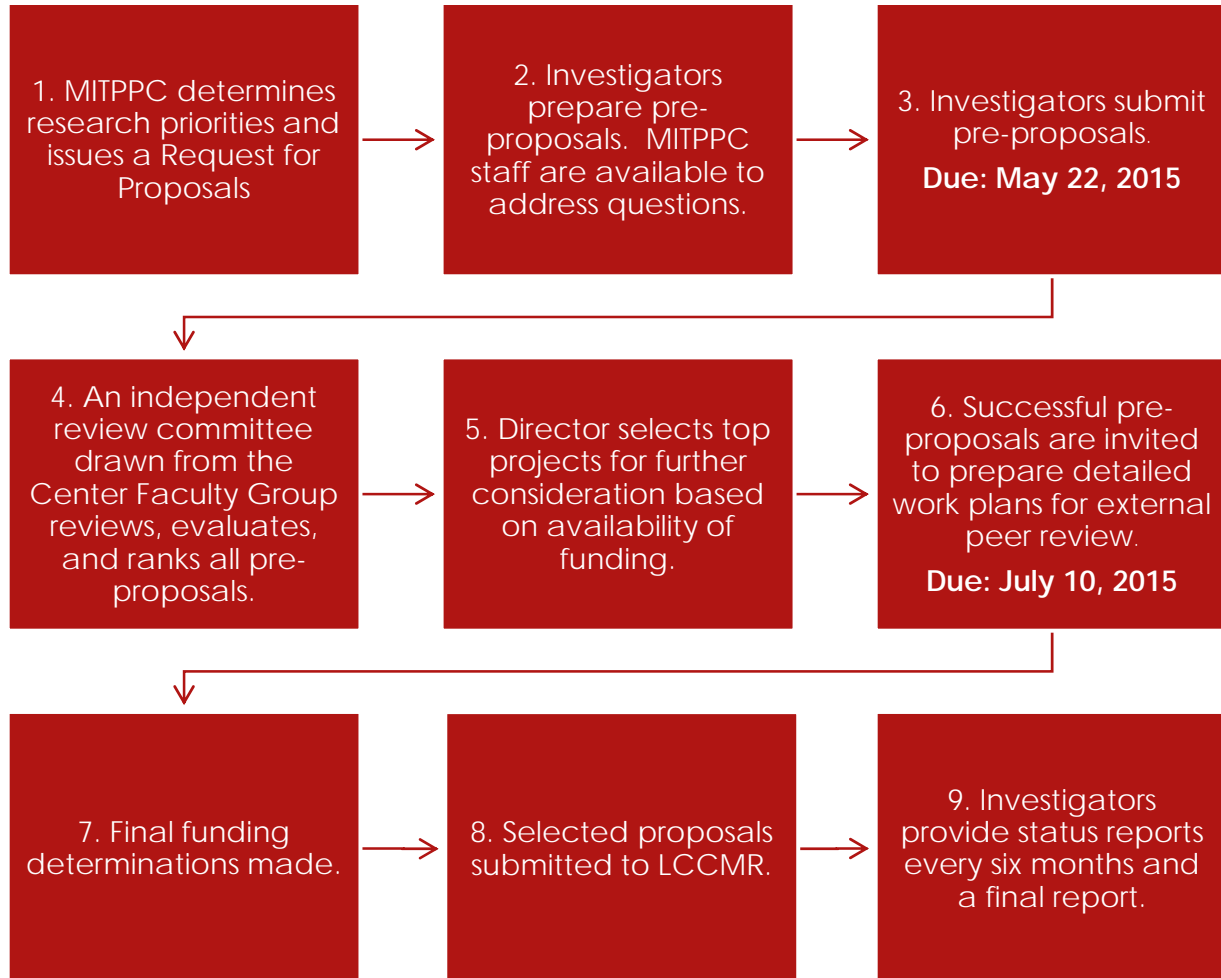 1. MITPPC determines
research priorities and
issues a Request for
Proposals
2. Investigators
prepare pre-
proposals.  MITPPC
staff are available to
address questions.
3. Investigators submit
pre-proposals.
Due: May 22, 2015
4. An independent
review committee
drawn from the
Center Faculty Group
reviews, evaluates,
and ranks all pre-
proposals.
5. Director selects top
projects for further
consideration based
on availability of
funding.
6. Successful pre-
proposals are invited
to prepare detailed
work plans for external
peer review.
Due: July 10, 2015
7. Final funding
determinations made.
8. Selected proposals
submitted to LCCMR.
9. Investigators
provide status reports
every six months and
a final report.